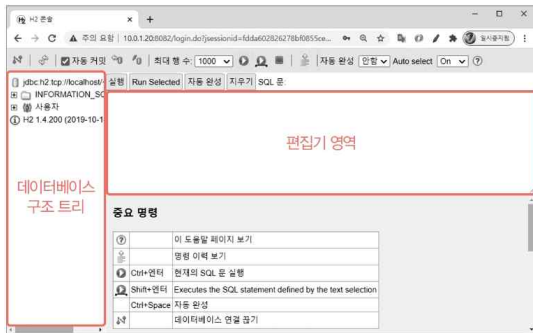 H2 콘솔
주의 요함 10.0.1.20:8082/login.do?jsessionid=fdda602826278bf0855ce...
일시중지됨
자동 커밋 최대 행 수: 1000 자동 완성 안함 Auto select On
jdbc:h2:tcp://localhost/
INFORMATION_SC
사용자
H2 1.4.200 (2019-10-1
실행 Run Selected 자동 완성 지우기 SQL 문
편집기 영역
데이터베이스
구조 트리
중요 명령
이 도움말 페이지 보기
명령 이력 보기
Ctrl+엔터 현재의 SQL 문 실행
Shift+엔터 Executes the SQL statement defined by the text selection
Ctrl+Space 자동 완성
데이터베이스 연결 끊기